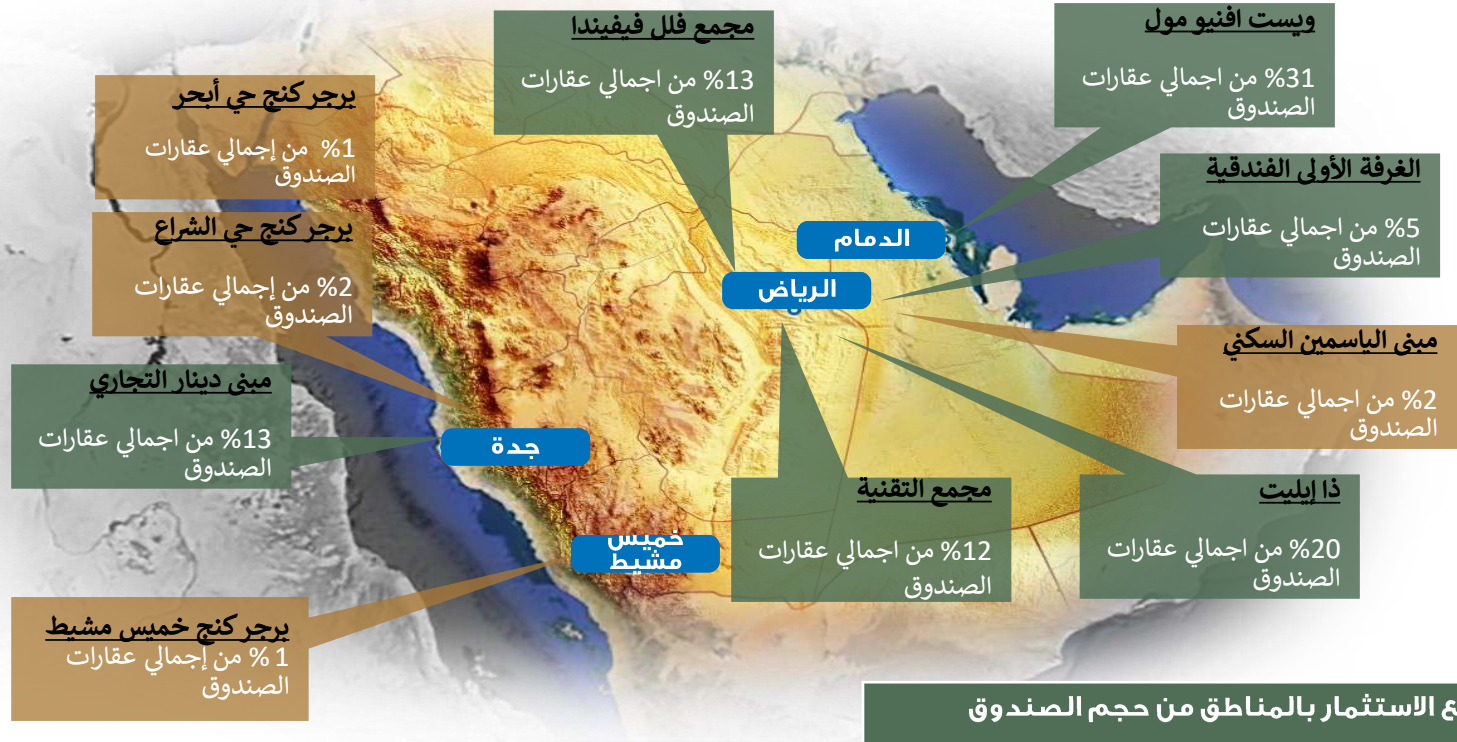 ويست افنيو مول
%31 من اجمالي عقارات
الصندوق
مجمع فلل فيفيندا
%13 من اجمالي عقارات
الصندوق
برجر كنج حي أبحر
%1 من إجمالي عقارات
الصندوق
الغرفة الأولى الفندقية
%5 من اجمالي عقارات
الصندوق
برجر كنج حي الشراع
%2 من إجمالي عقارات
الصندوق
الدمام
الرياض
مبنى الياسمين السكني
%2 من اجمالي عقارات
الصندوق
مبنى دينار التجاري
%13 من اجمالي عقارات
الصندوق
جدة
ذا إيليت
%20 من اجمالي عقارات
الصندوق
مجمع التقنية
%12 من اجمالي عقارات
الصندوق
خميس
مشيط
برجر كنج خميس مشيط
1% من إجمالي عقارات
الصندوق
الاستثمار بالمناطق من حجم الصندوق